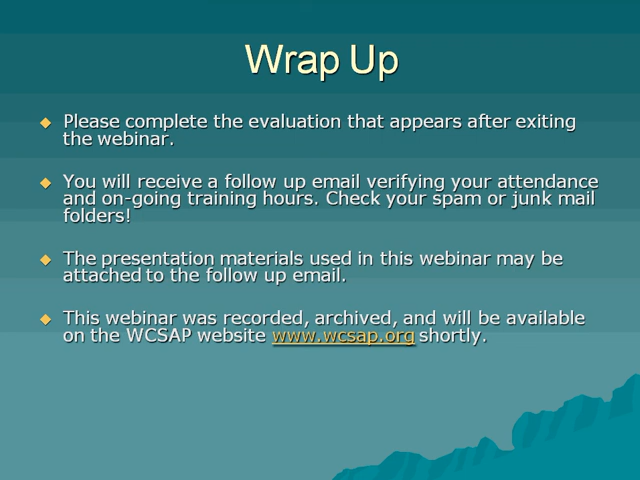 Wrap Up
Please complete the evaluation that appears after exiting
the webinar.
You will receive a follow up email verifying your attendance
and on-going training hours. Check your spam or junk mail
folders!
The presentation materials used in this webinar may be
attached to the follow up email.
This webinar was recorded, archived, and will be available
on the WCSAP website www.wcsap.org shortly.